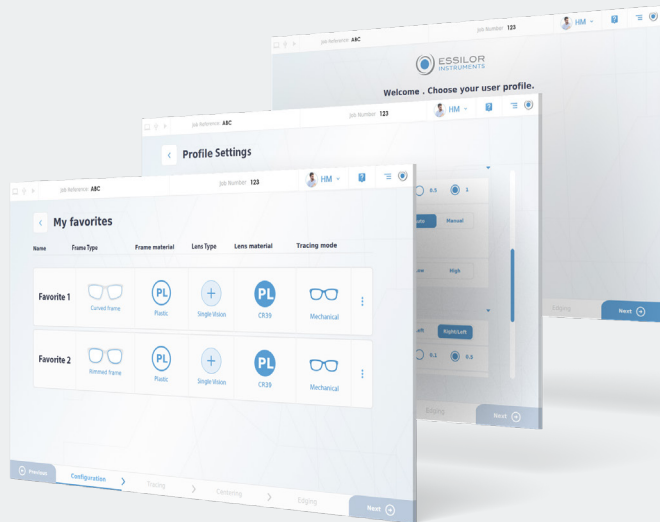 Job Reference: ABC
Job Number 123
HM
ESSILOR
INSTRUMENTS
Welcome . Choose your user profile.
Edging
Next
Job Reference: ABC
Job Number 123
HM
Profile Settings
0.5 1
Manual
High
Right/Left
0.1 0.5
Edging
Next
Job Reference: ABC
Job Number 123
HM
My favorites
Name Frame Type Frame material Lens Type Lens material Tracing mode
Favorite 1
PL
PL
Curved frame Plastic Single Vision CR39 Mechanical
Favorite 2
PL
PL
Rimmed frame Plastic Single Vision CR39 Mechanical
Previous Configuration Tracing Centering Edging Next